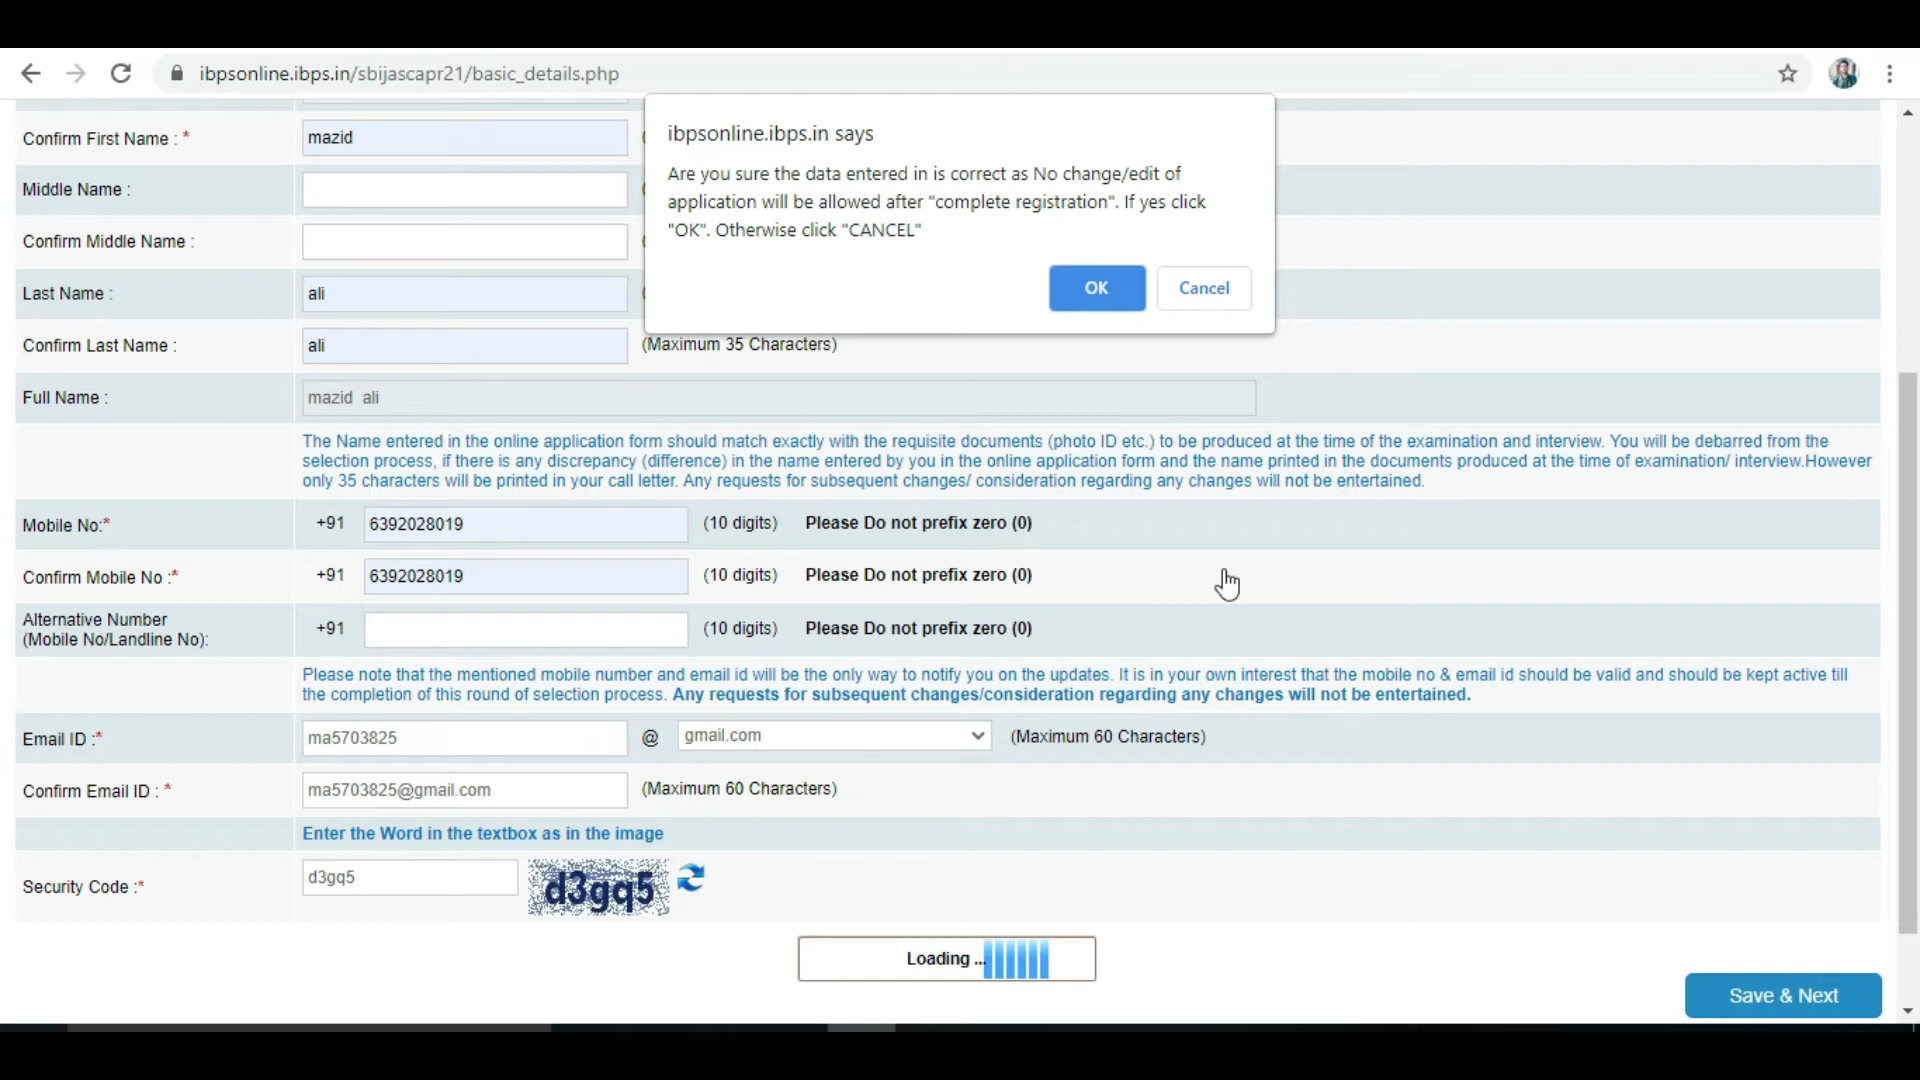 ibpsonline.ibps.in/sbijascapr21/basic_details.php
ibpsonline.ibps.in says
Are you sure the data entered in is correct as No change/edit of
application will be allowed after "complete registration". If yes click
"OK". Otherwise click "CANCEL"
OK Cancel
Confirm First Name : * mazid
Middle Name :
Confirm Middle Name :
Last Name : ali
Confirm Last Name : ali (Maximum 35 Characters)
Full Name : mazid ali
The Name entered in the online application form should match exactly with the requisite documents (photo ID etc.) to be produced at the time of the examination and interview. You will be debarred from the
selection process, if there is any discrepancy (difference) in the name entered by you in the online application form and the name printed in the documents produced at the time of examination/ interview.However
only 35 characters will be printed in your call letter. Any requests for subsequent changes/ consideration regarding any changes will not be entertained.
Mobile No:* +91 6392028019 (10 digits) Please Do not prefix zero (0)
Confirm Mobile No :* +91 6392028019 (10 digits) Please Do not prefix zero (0)
Alternative Number
(Mobile No/Landline No): +91 (10 digits) Please Do not prefix zero (0)
Please note that the mentioned mobile number and email id will be the only way to notify you on the updates. It is in your own interest that the mobile no & email id should be valid and should be kept active till
the completion of this round of selection process. Any requests for subsequent changes/consideration regarding any changes will not be entertained.
Email ID :* ma5703825 @ gmail.com (Maximum 60 Characters)
Confirm Email ID : * ma5703825@gmail.com (Maximum 60 Characters)
Enter the Word in the textbox as in the image
Security Code :* d3gq5 d3gq5
Loading ...
Save & Next